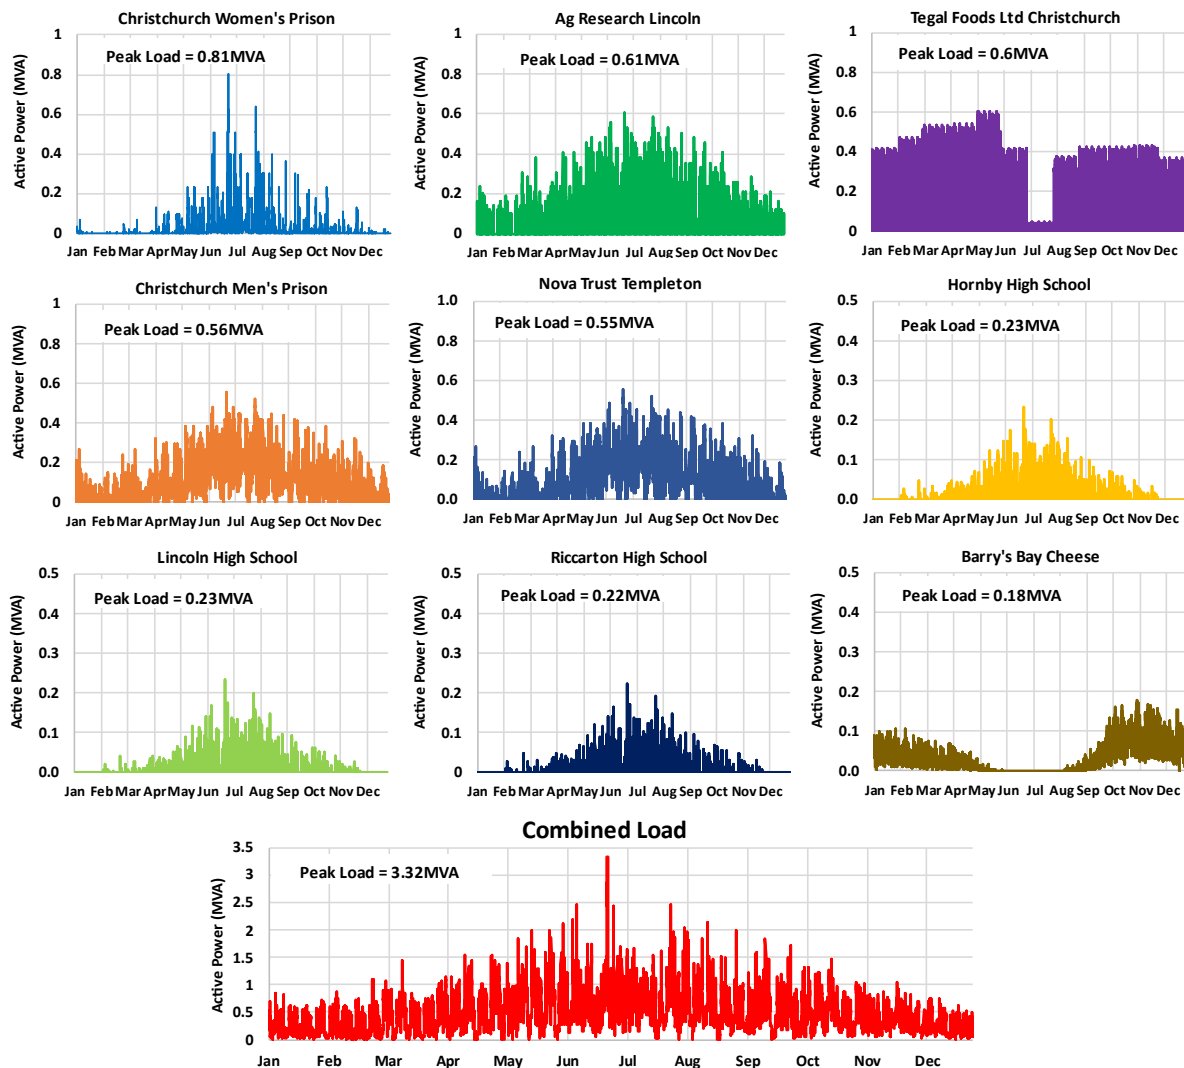 Christchurch Women's Prison
Active Power (MVA)
Peak Load = 0.81MVA
1
0.8
0.6
0.4
0.2
0
Jan Feb Mar Apr May Jun Jul Aug Sep Oct Nov Dec
Ag Research Lincoln
Active Power (MVA)
Peak Load = 0.61MVA
1
0.8
0.6
0.4
0.2
0
Jan Feb Mar Apr May Jun Jul Aug Sep Oct Nov Dec
Tegal Foods Ltd Christchurch
Active Power (MVA)
Peak Load = 0.6MVA
1
0.8
0.6
0.4
0.2
0
Jan Feb Mar Apr May Jun Jul Aug Sep Oct Nov Dec
Christchurch Men's Prison
Active Power (MVA)
Peak Load = 0.56MVA
1
0.8
0.6
0.4
0.2
0
Jan Feb Mar Apr May Jun Jul Aug Sep Oct Nov Dec
Nova Trust Templeton
Active Power (MVA)
Peak Load = 0.55MVA
1.0
0.8
0.6
0.4
0.2
0.0
Jan Feb Mar Apr May Jun Jul Aug Sep Oct Nov Dec
Hornby High School
Active Power (MVA)
Peak Load = 0.23MVA
0.5
0.4
0.3
0.2
0.1
0.0
Jan Feb Mar Apr May Jun Jul Aug Sep Oct Nov Dec
Lincoln High School
Active Power (MVA)
Peak Load = 0.23MVA
0.5
0.4
0.3
0.2
0.1
0.0
Jan Feb Mar Apr May Jun Jul Aug Sep Oct Nov Dec
Riccarton High School
Active Power (MVA)
Peak Load = 0.22MVA
0.5
0.4
0.3
0.2
0.1
0
Jan Feb Mar Apr May Jun Jul Aug Sep Oct Nov Dec
Barry's Bay Cheese
Active Power (MVA)
Peak Load = 0.18MVA
0.5
0.4
0.3
0.2
0.1
0.0
Jan Feb Mar Apr May Jun Jul Aug Sep Oct Nov Dec
Combined Load
Active Power (MVA)
Peak Load = 3.32MVA
3.5
3
2.5
2
1.5
1
0.5
0
Jan Feb Mar Apr May Jun Jul Aug Sep Oct Nov Dec